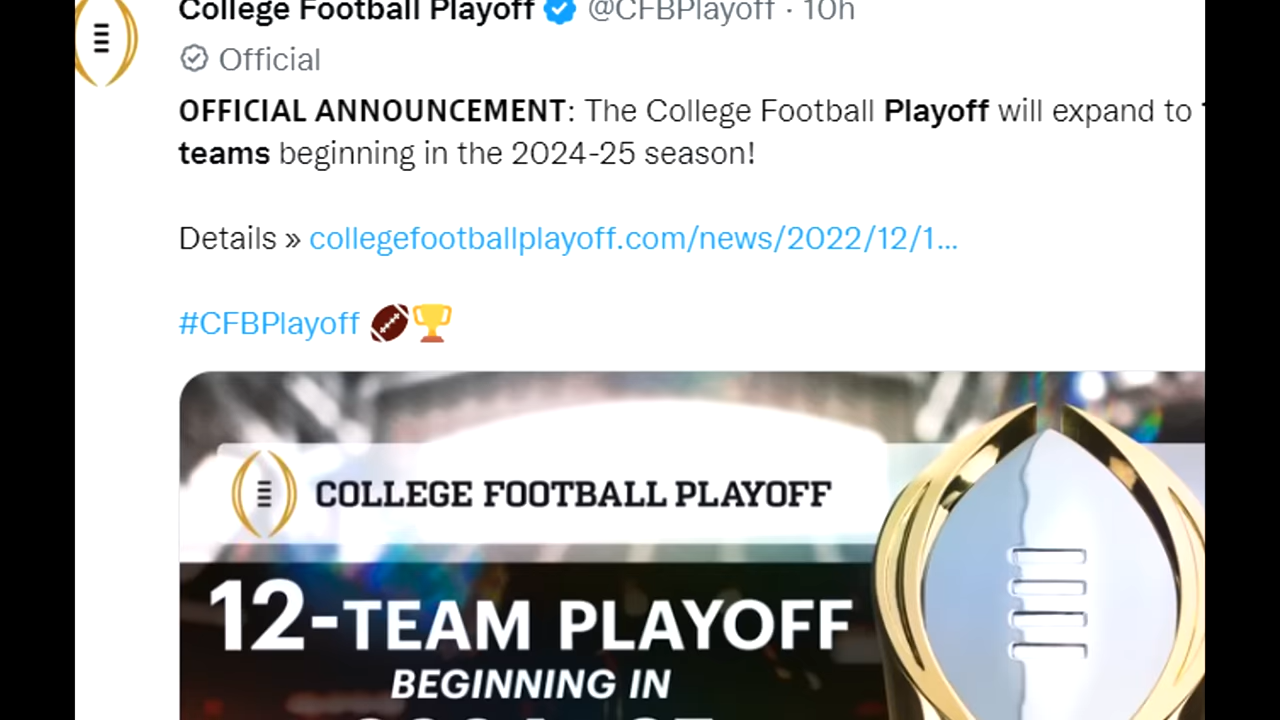 College Football Playoff @CFBPlayoff · 10h
Official
OFFICIAL ANNOUNCEMENT: The College Football Playoff will expand to
teams beginning in the 2024-25 season!
Details » collegefootballplayoff.com/news/2022/12/1...
#CFBPlayoff 🏈🏆
COLLEGE FOOTBALL PLAYOFF
12-TEAM PLAYOFF
BEGINNING IN